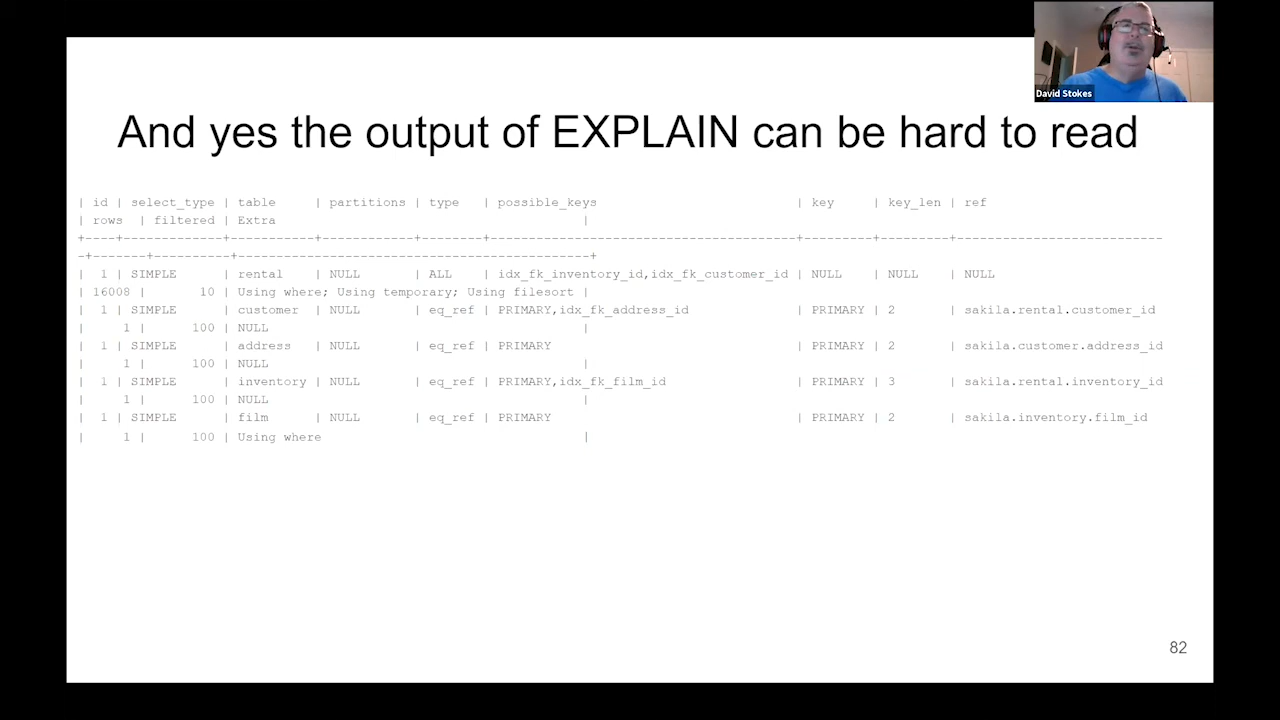 David Stokes
And yes the output of EXPLAIN can be hard to read
| id | select_type | table     | partitions | type   | possible_keys                          | key     | key_len | ref
| rows  | filtered | Extra                                        |
+----+-------------+-----------+------------+--------+----------------------------------------+---------+---------+---------------------------
-+-------+----------+----------------------------------------------+
|  1 | SIMPLE      | rental    | NULL       | ALL    | idx_fk_inventory_id,idx_fk_customer_id | NULL    | NULL    | NULL
| 16008 |       10 | Using where; Using temporary; Using filesort |
|  1 | SIMPLE      | customer  | NULL       | eq_ref | PRIMARY,idx_fk_address_id              | PRIMARY | 2       | sakila.rental.customer_id
|     1 |      100 | NULL                                         |
|  1 | SIMPLE      | address   | NULL       | eq_ref | PRIMARY                                | PRIMARY | 2       | sakila.customer.address_id
|     1 |      100 | NULL                                         |
|  1 | SIMPLE      | inventory | NULL       | eq_ref | PRIMARY,idx_fk_film_id                 | PRIMARY | 3       | sakila.rental.inventory_id
|     1 |      100 | NULL                                         |
|  1 | SIMPLE      | film      | NULL       | eq_ref | PRIMARY                                | PRIMARY | 2       | sakila.inventory.film_id
|     1 |      100 | Using where                                  |
82